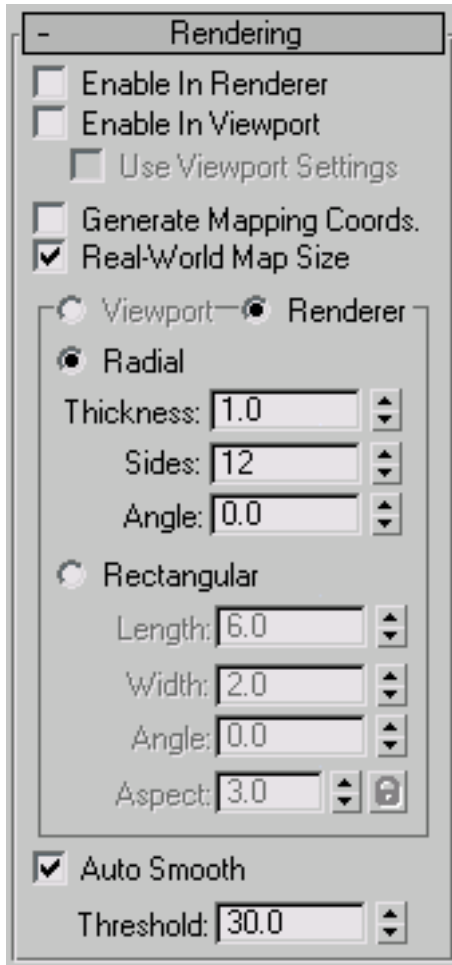 - Rendering
Enable In Renderer
Enable In Viewport
Use Viewport Settings
Generate Mapping Coords.
Real-World Map Size
Viewport Renderer
Radial
Thickness: 1.0
Sides: 12
Angle: 0.0
Rectangular
Length: 6.0
Width: 2.0
Angle: 0.0
Aspect: 3.0
Auto Smooth
Threshold: 30.0